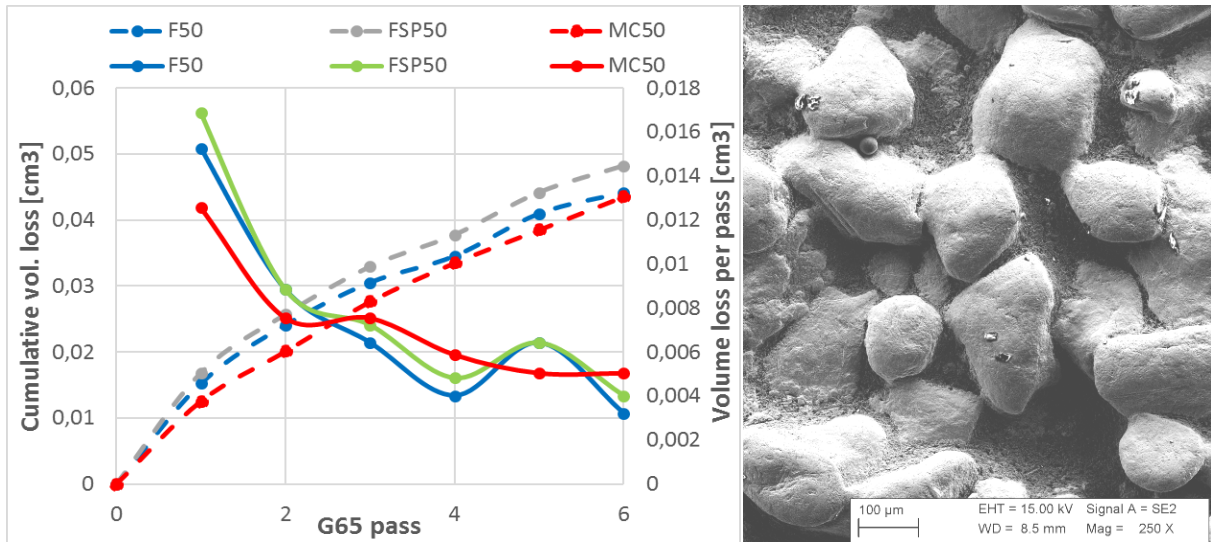 F50 FSP50 MC50
F50 FSP50 MC50
Cumulative vol. loss [cm3]
0,06
0,05
0,04
0,03
0,02
0,01
0
0,018
0,016
0,014
0,012
0,01
0,008
0,006
0,004
0,002
0
Volume loss per pass [cm3]
0 2 4 6
G65 pass
100 µm
EHT = 15.00 kV Signal A = SE2
WD = 8.5 mm Mag = 250 X